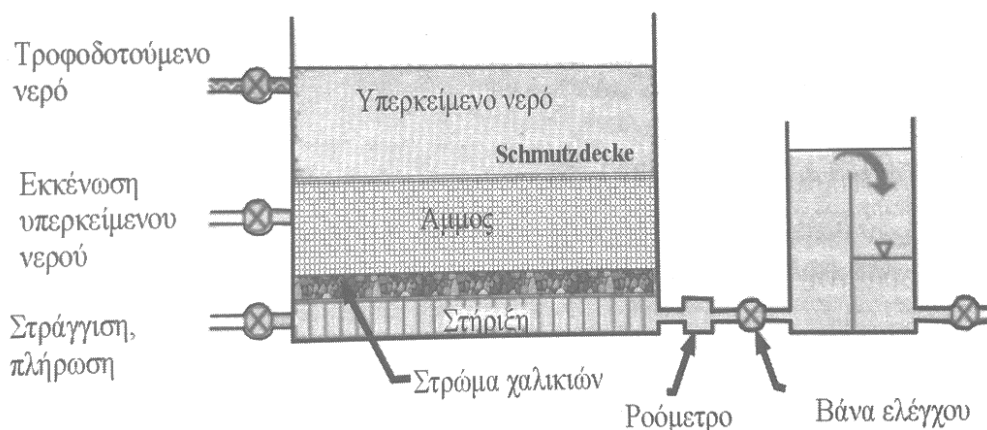 Τροφοδοτούμενο
νερό
Υπερκείμενο νερό
Schmutzdecke
Εκκένωση
υπερκείμενου
νερού
Άμμος
Στράγγιση,
πλήρωση
Στήριξη
Στρώμα χαλικιών
Ροόμετρο
Βάνα ελέγχου